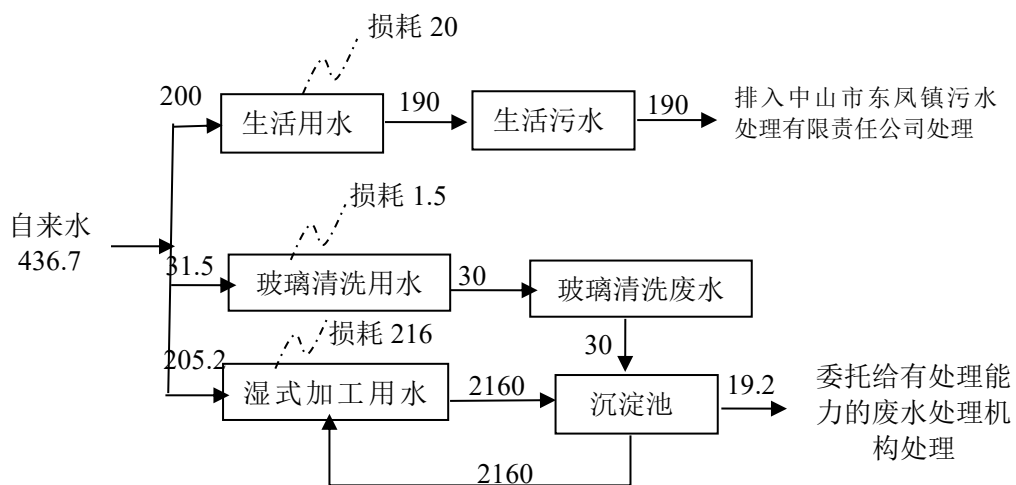 损耗 20
200
生活用水
190
生活污水
190
排入中山市东凤镇污水
处理有限责任公司处理
损耗 1.5
自来水
436.7
31.5
玻璃清洗用水
30
玻璃清洗废水
损耗 216
30
205.2
湿式加工用水
2160
沉淀池
19.2
委托给有处理能
力的废水处理机
构处理
2160